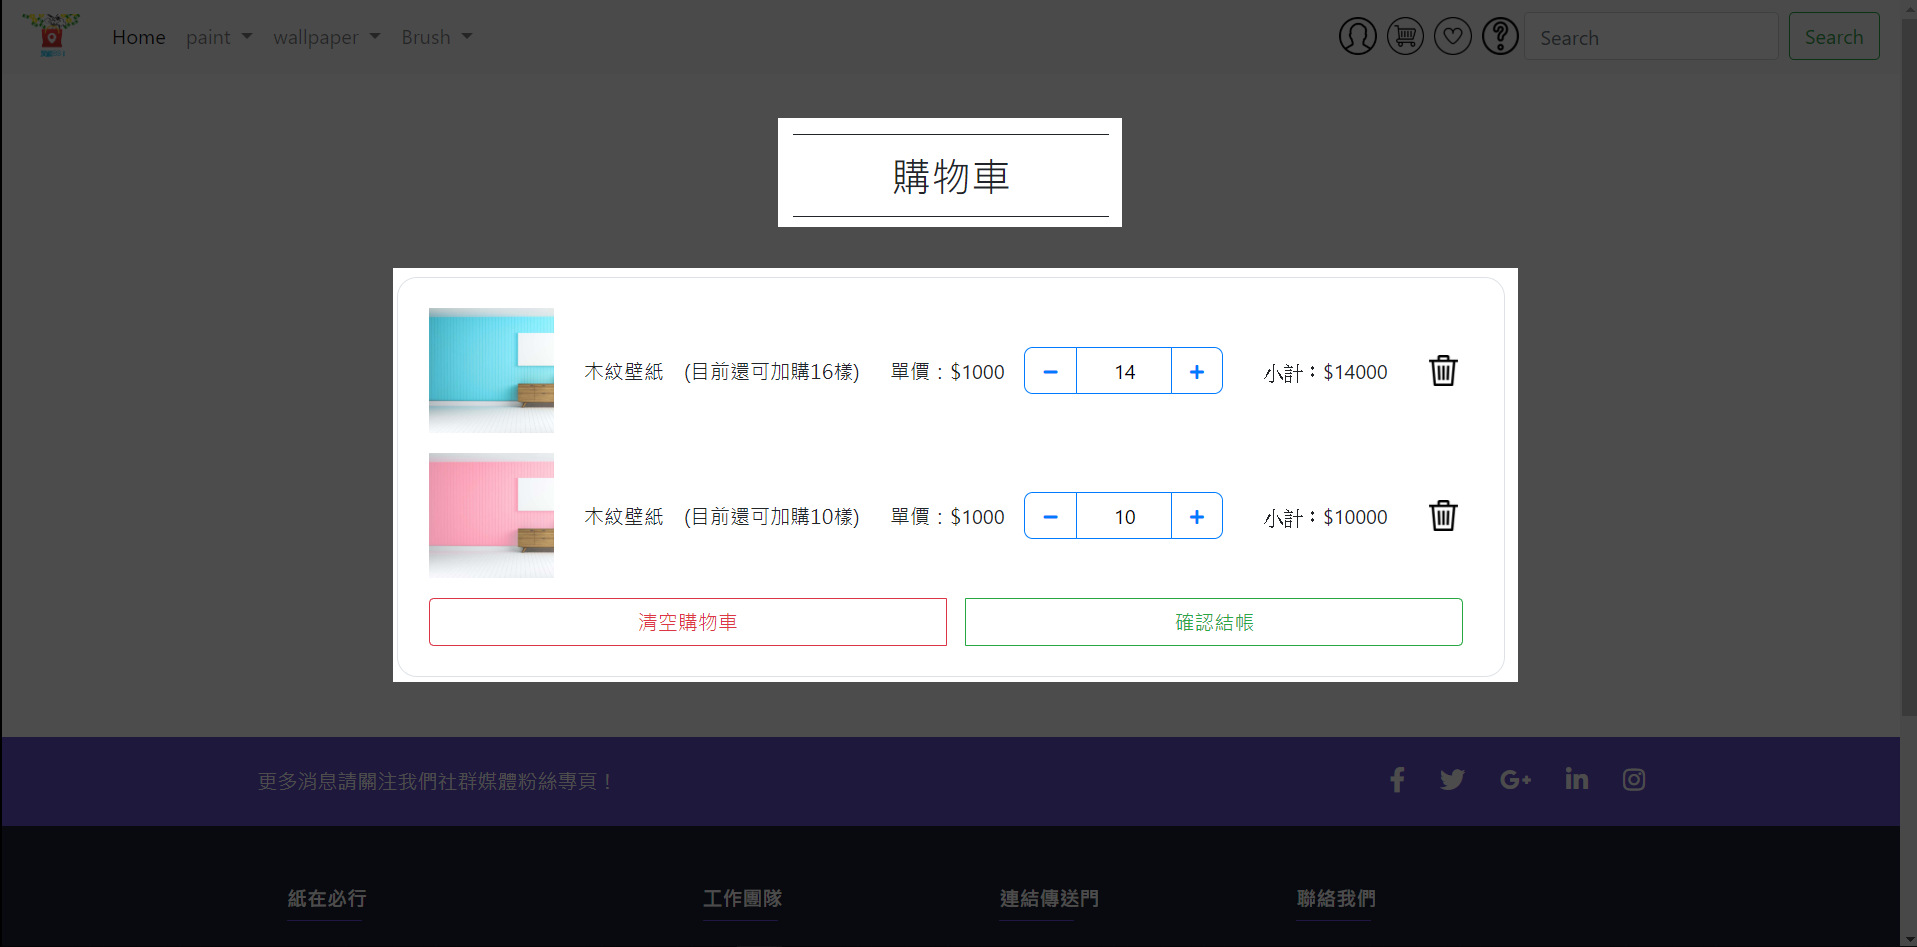 Home paint wallpaper Brush Search Search
購物車
木紋壁紙 (目前還可加購16樣) 單價：$1000 14 小計：$14000
木紋壁紙 (目前還可加購10樣) 單價：$1000 10 小計：$10000
清空購物車 確認結帳
更多消息請關注我們社群媒體粉絲專頁！
紙在必行 工作團隊 連結傳送門 聯絡我們